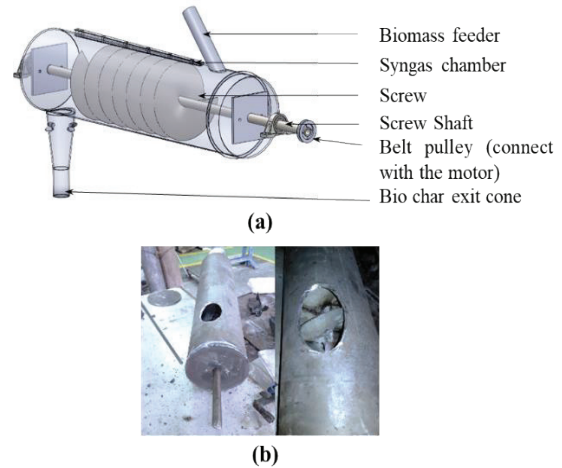 Biomass feeder
Syngas chamber
Screw
Screw Shaft
Belt pulley (connect
with the motor)
Bio char exit cone
(a)
(b)